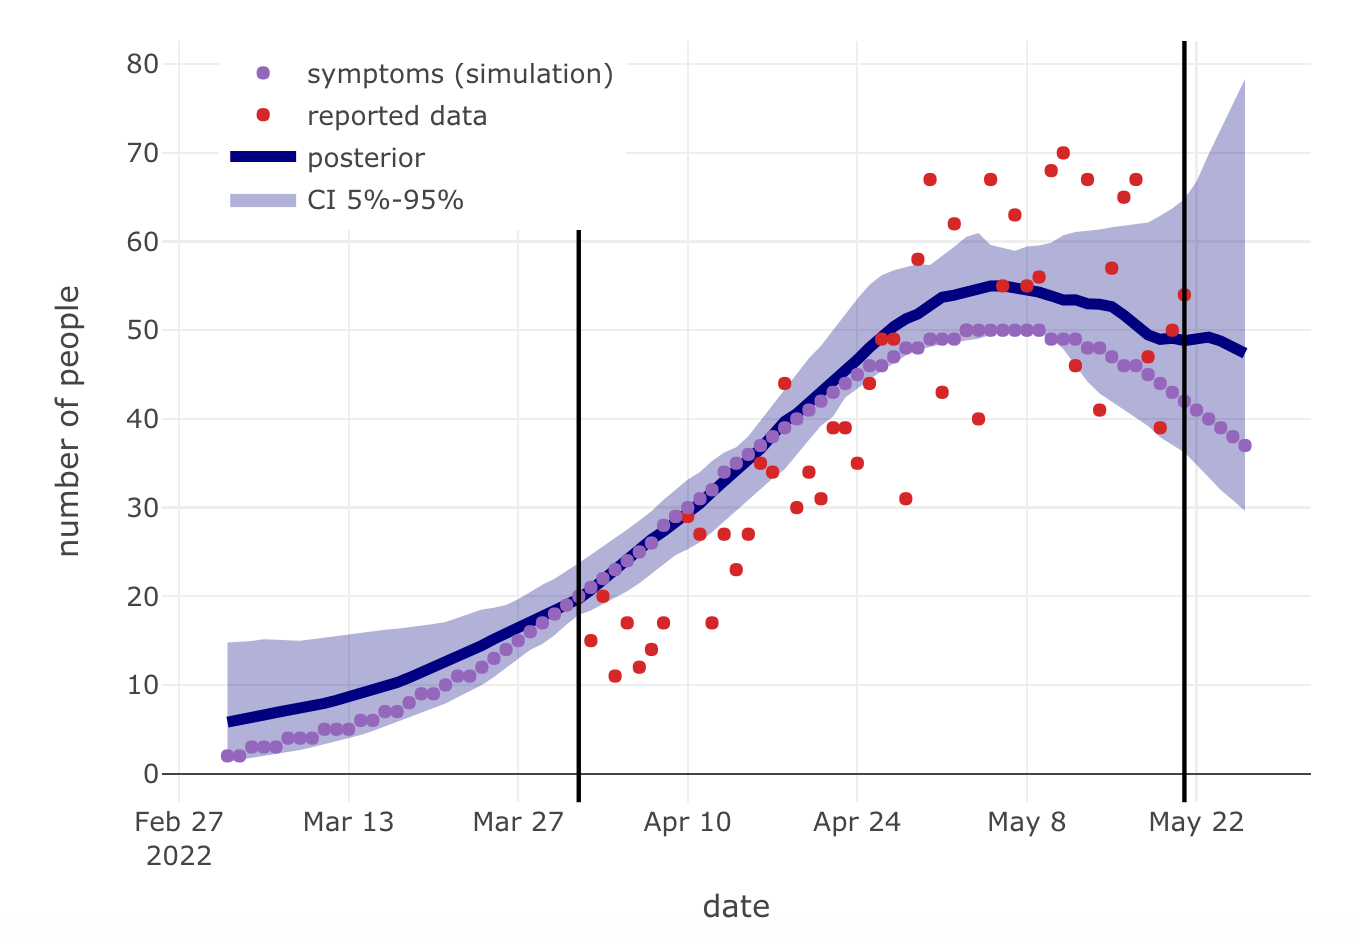 80
70
60
50
40
30
20
10
0
number of people
symptoms (simulation)
reported data
posterior
CI 5%-95%
Feb 27 Mar 13 Mar 27 Apr 10 Apr 24 May 8 May 22
2022
date